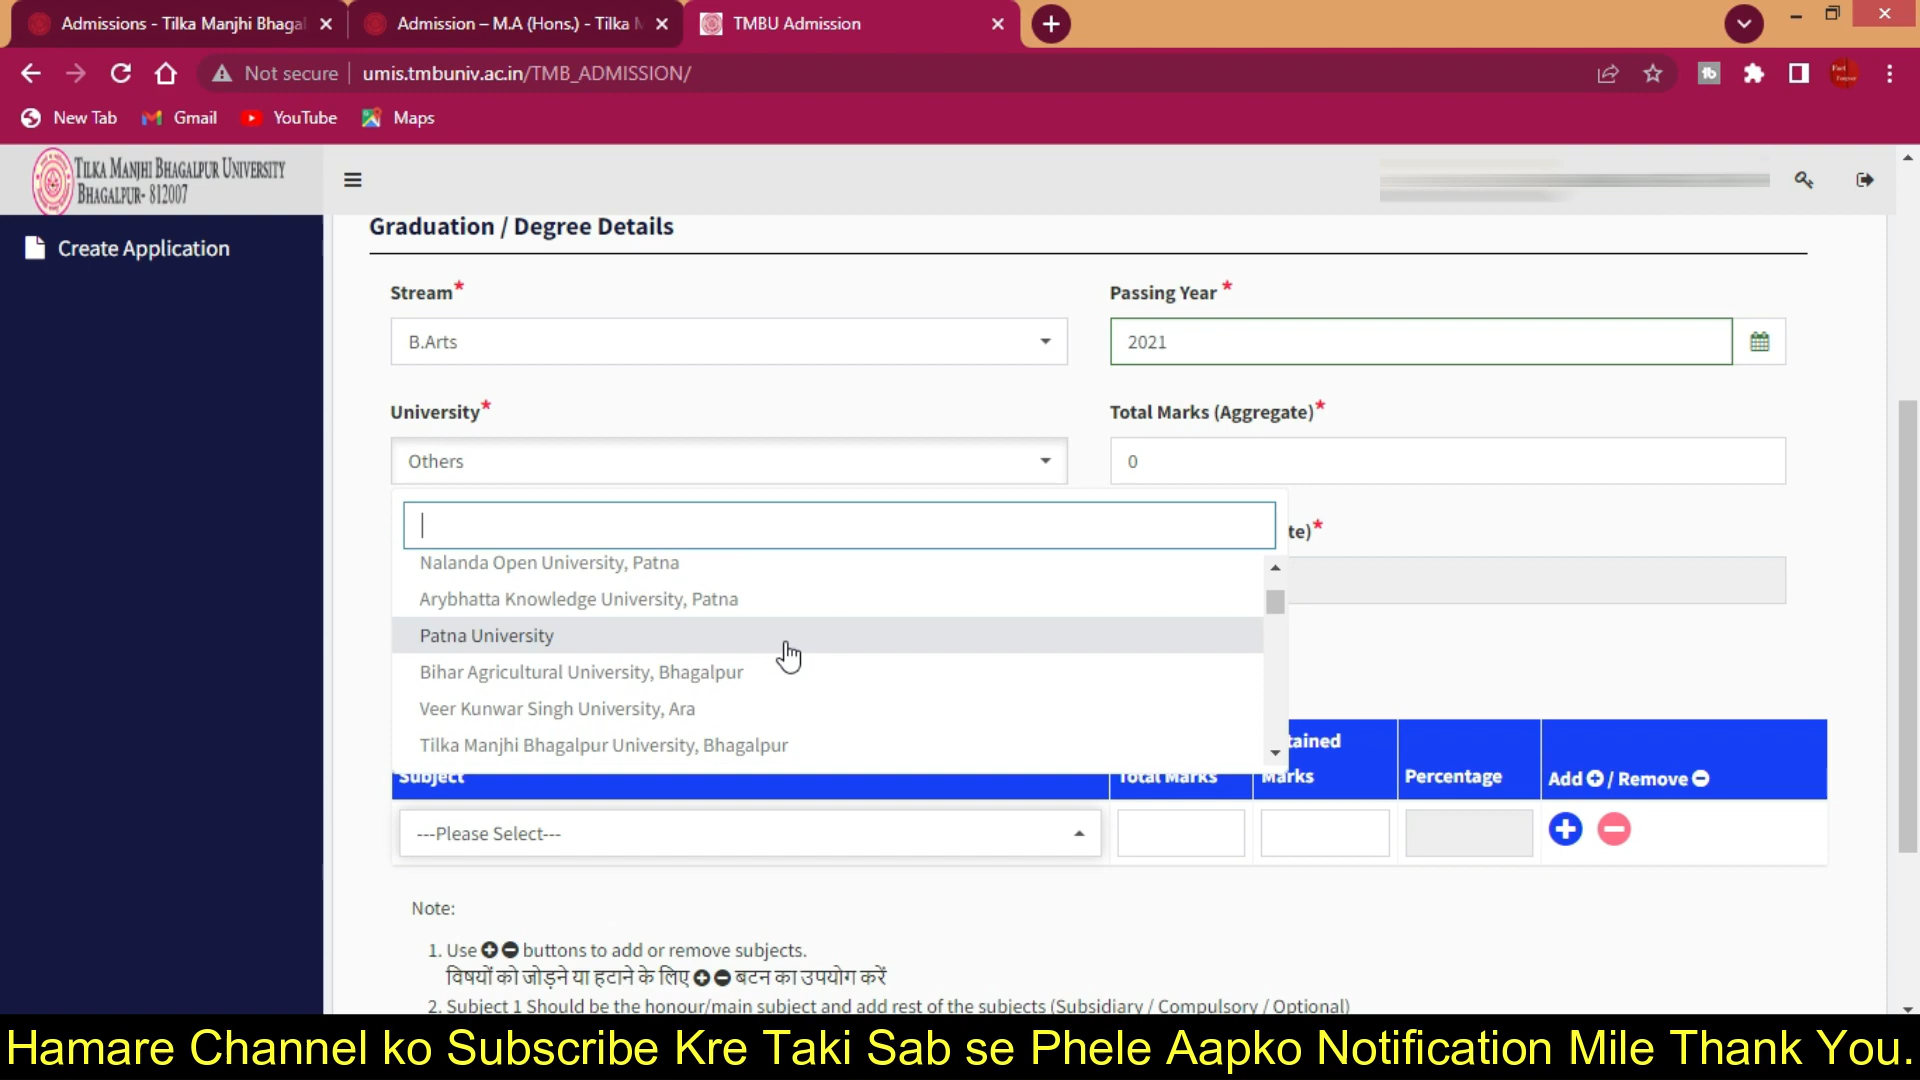 Admissions - Tilka Manjhi Bhagal
Admission – M.A (Hons.) - Tilka M
TMBU Admission
Not secure
umis.tmbuniv.ac.in/TMB_ADMISSION/
New Tab
Gmail
YouTube
Maps
TILKA MANJHI BHAGALPUR UNIVERSITY
BHAGALPUR- 812007
Create Application
Graduation / Degree Details
Stream*
Passing Year *
B.Arts
2021
University*
Total Marks (Aggregate)*
Others
0
te)*
Nalanda Open University, Patna
Arybhatta Knowledge University, Patna
Patna University
Bihar Agricultural University, Bhagalpur
Veer Kunwar Singh University, Ara
Tilka Manjhi Bhagalpur University, Bhagalpur
Subject
Total Marks
tained
Marks
Percentage
Add / Remove
---Please Select---
Note:
1. Use buttons to add or remove subjects.
विषयों को जोड़ने या हटाने के लिए बटन का उपयोग करें
2. Subject 1 Should be the honour/main subject and add rest of the subjects (Subsidiary / Compulsory / Optional)
Hamare Channel ko Subscribe Kre Taki Sab se Phele Aapko Notification Mile Thank You.